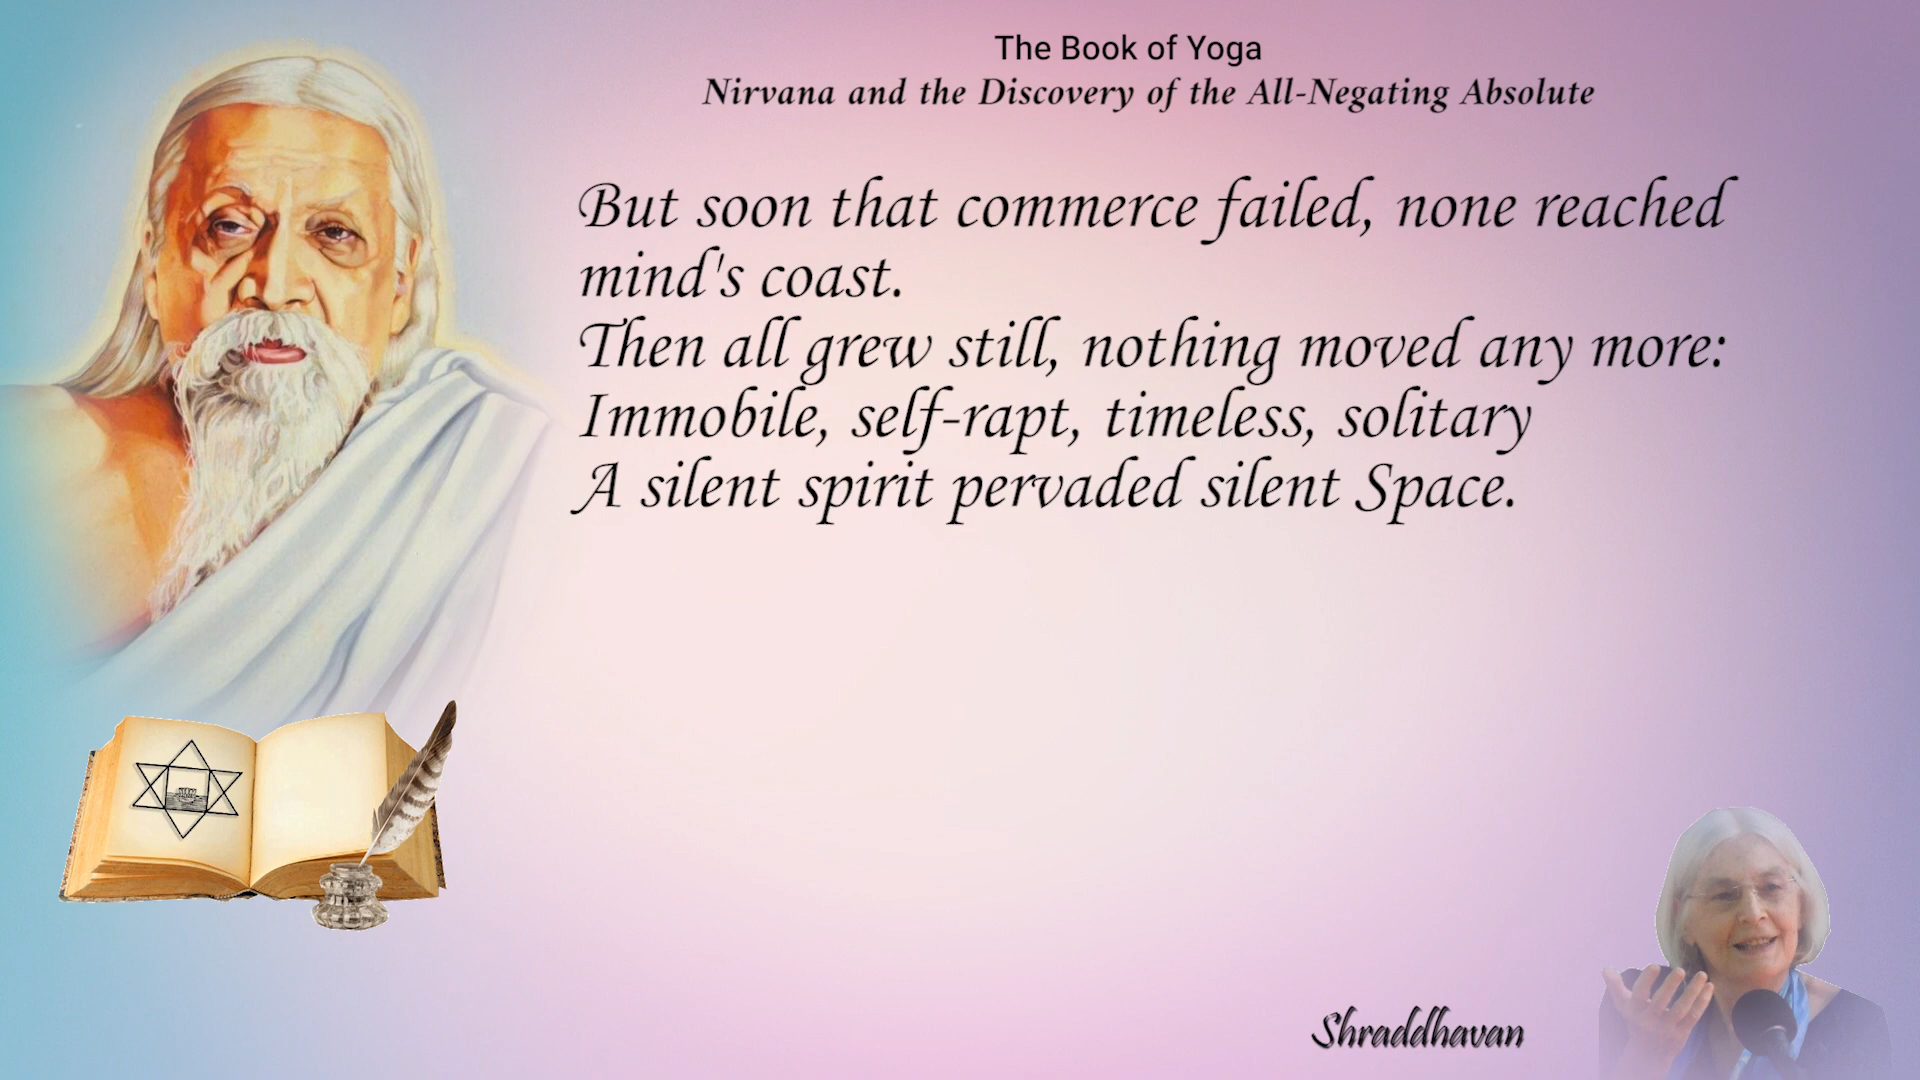 The Book of Yoga
Nirvana and the Discovery of the All-Negating Absolute
But soon that commerce failed, none reached
mind's coast.
Then all grew still, nothing moved any more:
Immobile, self-rapt, timeless, solitary
A silent spirit pervaded silent Space.
Shraddhavan